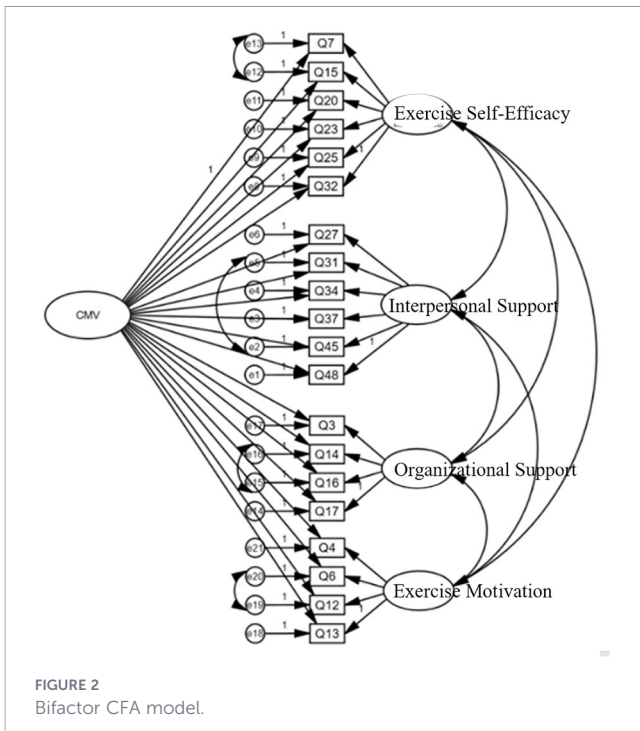 e13 1 Q7
e12 1 Q15
e11 1 Q20
Exercise Self-Efficacy
e10 1 Q23
e9 1 Q25 1
1
e8 1 Q32
e6 1 Q27
e5 1 Q31
e4 1 Q34
Interpersonal Support
CMV
e3 1 Q37
e2 1 Q45 1
e1 1 Q48
e17 1 Q3
e16 1 Q14
Organizational Support
e15 1 Q16 1
e14 1 Q17
e21 1 Q4
e20 1 Q6
Exercise Motivation
e19 1 Q12 1
e18 1 Q13
FIGURE 2
Bifactor CFA model.